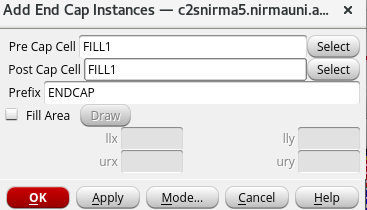 Add End Cap Instances — c2snirma5.nirmauni.a... ×
Pre Cap Cell FILL1 Select
Post Cap Cell FILL1 Select
Prefix ENDCAP
Fill Area Draw
llx lly
urx ury
OK Apply Mode... Cancel Help